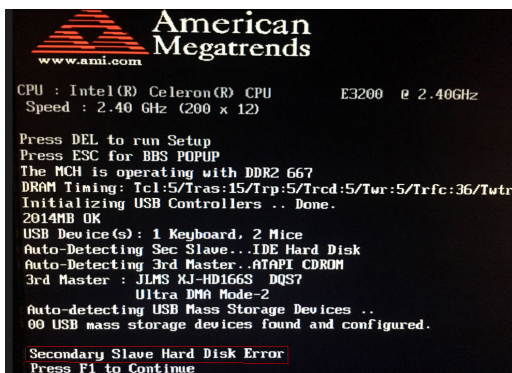 American
Megatrends
www.ami.com
CPU : Intel(R) Celeron(R) CPU E3200 @ 2.40GHz
Speed : 2.40 GHz (200 x 12)
Press DEL to run Setup
Press ESC for BBS POPUP
The MCH is operating with DDR2 667
DRAM Timing: Tcl:5/Tras:15/Trp:5/Trcd:5/Twr:5/Trfc:36/Twtr
Initializing USB Controllers .. Done.
2014MB OK
USB Device(s): 1 Keyboard, 2 Mice
Auto-Detecting Sec Slave...IDE Hard Disk
Auto-Detecting 3rd Master..ATAPI CDROM
3rd Master : JLMS XJ-HD166S DQS7
Ultra DMA Mode-2
Auto-detecting USB Mass Storage Devices ..
00 USB mass storage devices found and configured.
Secondary Slave Hard Disk Error
Press F1 to Continue